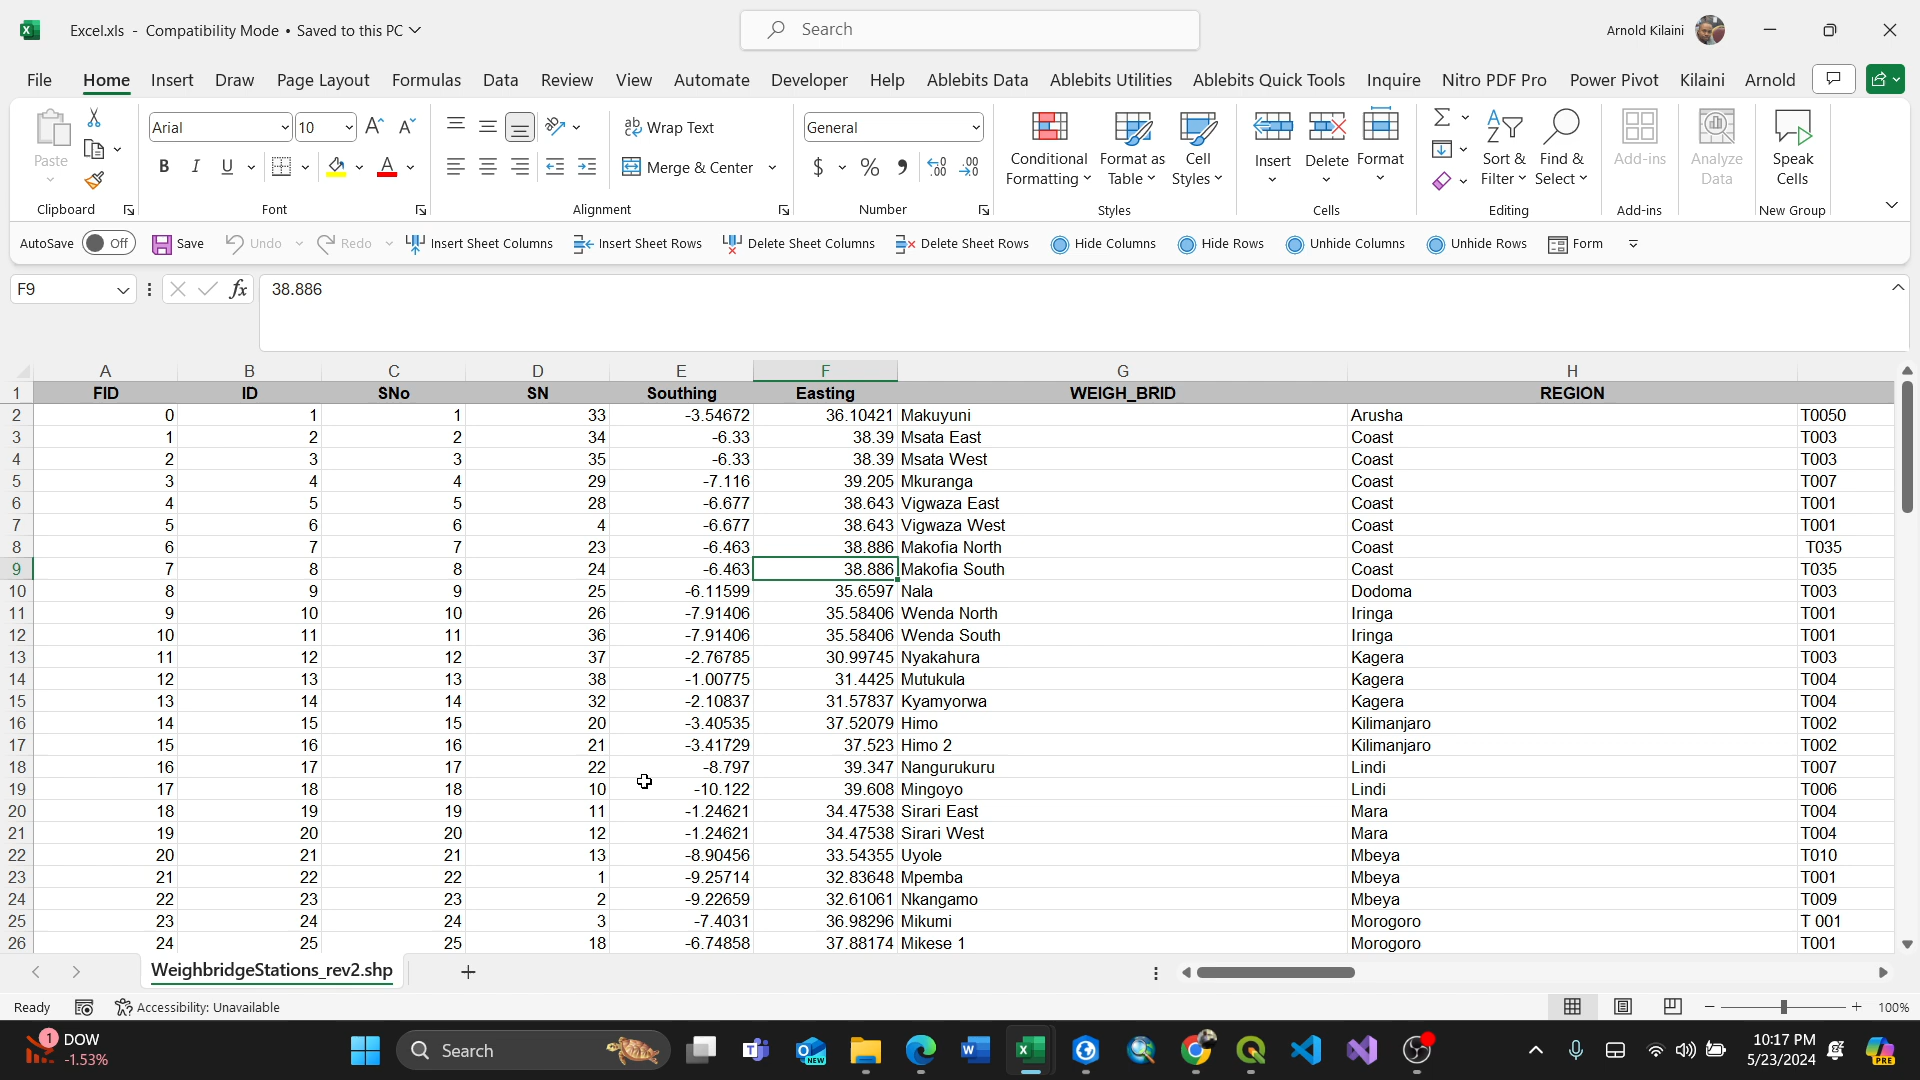 Excel.xls - Compatibility Mode • Saved to this PC
Search
Arnold Kilaini
File Home Insert Draw Page Layout Formulas Data Review View Automate Developer Help Ablebits Data Ablebits Utilities Ablebits Quick Tools Inquire Nitro PDF Pro Power Pivot Kilaini Arnold
Paste
Arial 10
B I U A
Wrap Text
Merge & Center
General
$ %
Conditional Formatting
Format as Table
Cell Styles
Insert
Delete
Format
Sort & Filter
Find & Select
Add-ins
Analyze Data
Speak Cells
Clipboard Font Alignment Number Styles Cells Editing Add-ins New Group
AutoSave Off Save Undo Redo Insert Sheet Columns Insert Sheet Rows Delete Sheet Columns Delete Sheet Rows Hide Columns Hide Rows Unhide Columns Unhide Rows Form
F9 fx 38.886
A B C D E F G H
1 FID ID SNo SN Southing Easting WEIGH_BRID REGION
2 0 1 1 33 -3.54672 36.10421 Makuyuni Arusha T0050
3 1 2 2 34 -6.33 38.39 Msata East Coast T003
4 2 3 3 35 -6.33 38.39 Msata West Coast T003
5 3 4 4 29 -7.116 39.205 Mkuranga Coast T007
6 4 5 5 28 -6.677 38.643 Vigwaza East Coast T001
7 5 6 6 4 -6.677 38.643 Vigwaza West Coast T001
8 6 7 7 23 -6.463 38.886 Makofia North Coast T035
9 7 8 8 24 -6.463 38.886 Makofia South Coast T035
10 8 9 9 25 -6.11599 35.6597 Nala Dodoma T003
11 9 10 10 26 -7.91406 35.58406 Wenda North Iringa T001
12 10 11 11 36 -7.91406 35.58406 Wenda South Iringa T001
13 11 12 12 37 -2.76785 30.99745 Nyakahura Kagera T003
14 12 13 13 38 -1.00775 31.4425 Mutukula Kagera T004
15 13 14 14 32 -2.10837 31.57837 Kyamyorwa Kagera T004
16 14 15 15 20 -3.40535 37.52079 Himo Kilimanjaro T002
17 15 16 16 21 -3.41729 37.523 Himo 2 Kilimanjaro T002
18 16 17 17 22 -8.797 39.347 Nangurukuru Lindi T007
19 17 18 18 10 -10.122 39.608 Mingoyo Lindi T006
20 18 19 19 11 -1.24621 34.47538 Sirari East Mara T004
21 19 20 20 12 -1.24621 34.47538 Sirari West Mara T004
22 20 21 21 13 -8.90456 33.54355 Uyole Mbeya T010
23 21 22 22 1 -9.25714 32.83648 Mpemba Mbeya T001
24 22 23 23 2 -9.22659 32.61061 Nkangamo Mbeya T009
25 23 24 24 3 -7.4031 36.98296 Mikumi Morogoro T 001
26 24 25 25 18 -6.74858 37.88174 Mikese 1 Morogoro T001
WeighbridgeStations_rev2.shp
Ready Accessibility: Unavailable 100%
1 DOW
-1.53%
Search
10:17 PM
5/23/2024